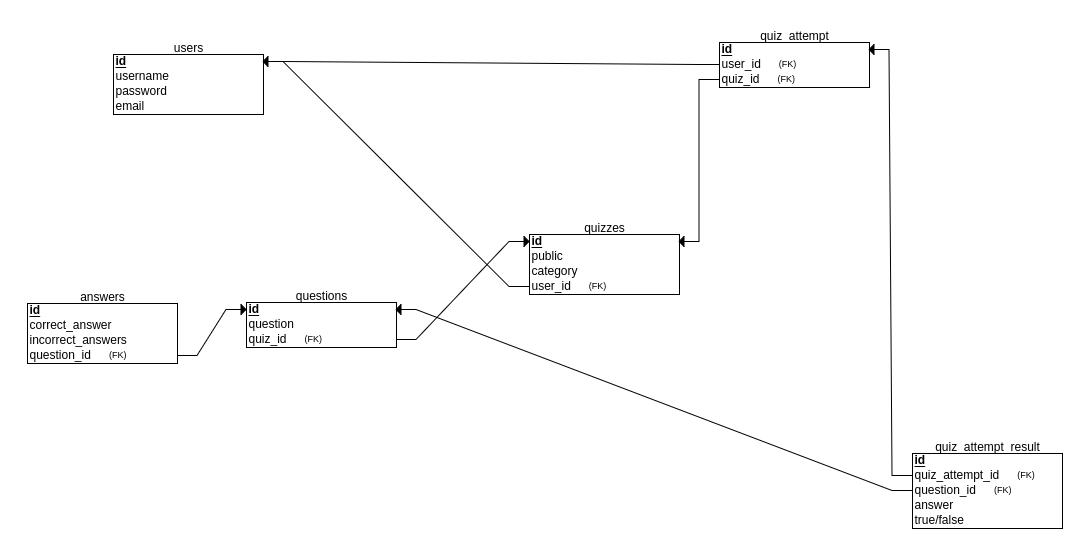 users
id
username
password
email
quiz_attempt
id
user_id (FK)
quiz_id (FK)
quizzes
id
public
category
user_id (FK)
answers
id
correct_answer
incorrect_answers
question_id (FK)
questions
id
question
quiz_id (FK)
quiz_attempt_result
id
quiz_attempt_id (FK)
question_id (FK)
answer
true/false